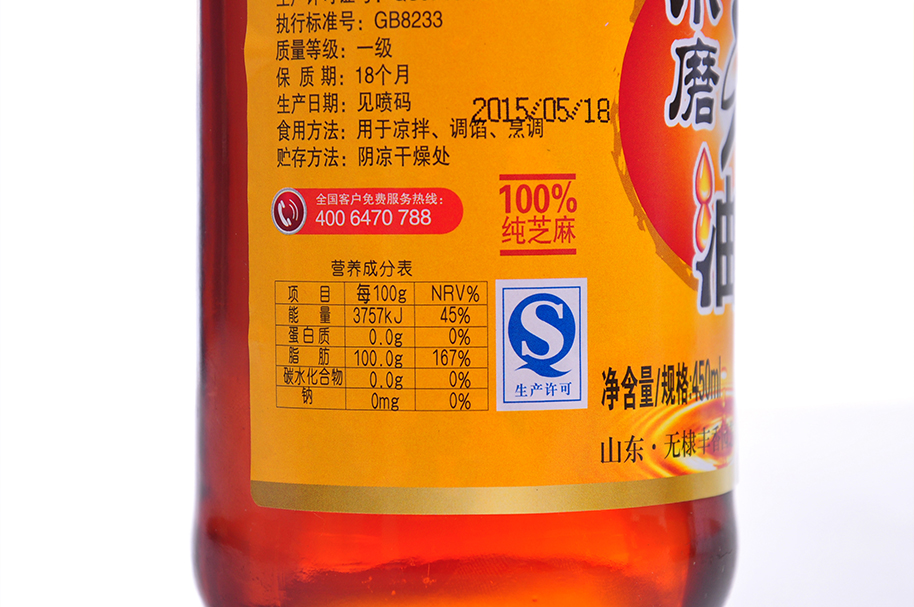 执行标准号：GB8233
质量等级：一级
保 质 期：18个月
生产日期：见喷码
2015/05/18
食用方法：用于凉拌、调馅、烹调
贮存方法：阴凉干燥处
全国客户免费服务热线：
400 6470 788
100%
纯芝麻
营养成分表
项 目 每100g NRV%
能 量 3757kJ 45%
蛋白质 0.0g 0%
脂 肪 100.0g 167%
碳水化合物 0.0g 0%
钠 0mg 0%
S
生产许可
磨
油
净含量/规格:450ml
山东·无棣丰香